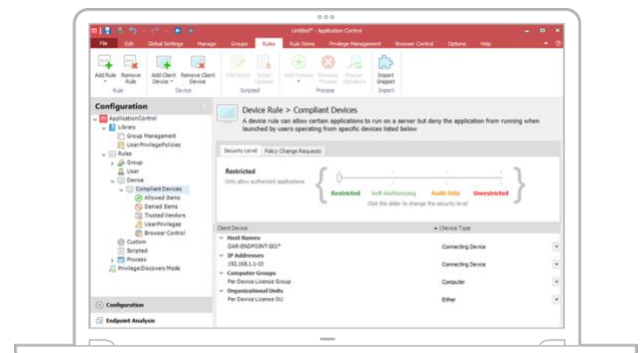 Untitled* - Application Control
File Edit Global Settings Manage Groups Rules Rule Items Privilege Management Browser Control Options Help
Add Rule Remove Rule Add Client Device Remove Client Device Edit Script Script Options Add Process Remove Process Import Snippet
Rule Device Scripted Process Import
Configuration
Application Control
Library
Group Management
User Privilege Policies
Rules
Group
User
Device
Compliant Devices
Allowed Items
Denied Items
Trusted Vendors
User Privileges
Browser Control
Custom
Scripted
Process
Privilege Discovery Mode
Configuration
Endpoint Analysis
Device Rule > Compliant Devices
A device rule can allow certain applications to run on a server but deny the application from running when
launched by users operating from specific devices listed below
Security Level Policy Change Requests
Restricted
Only allow authorized applications
Restricted Self-Authorizing Audit Only Unrestricted
Click the slider to change the security level
Client Device Device Type
Host Names
DAR-ENDPOINT-001* Connecting Device
IP Addresses
192.168.1.1-10 Connecting Device
Computer Groups
Per Device License Group Computer
Organizational Units
Per Device License OU Either